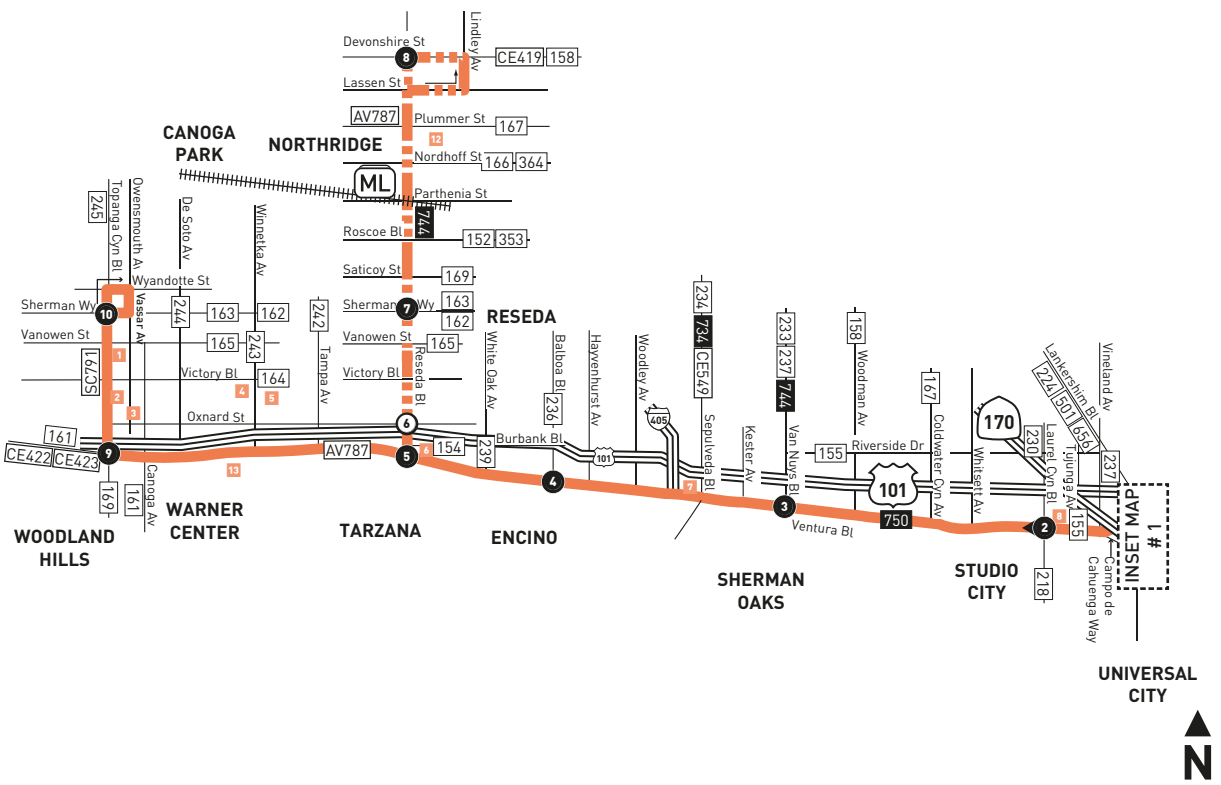 Devonshire St
8
Lindley Av
CE419
158
Lassen St
AV787
Plummer St
167
12
CANOGA
PARK
NORTHRIDGE
Nordhoff St
166
364
ML
Parthenia St
744
Roscoe Bl
152
353
Saticoy St
169
Sherman Wy
7
163
162
RESEDA
Vanowen St
165
Victory Bl
Reseda Bl
245
Topanga Cyn Bl
Owensmouth Av
De Soto Av
Winnetka Av
Wyandotte St
Sherman Wy
10
Vassar Av
244
163
162
242
Vanowen St
165
243
1
SC791
Victory Bl
164
Tampa Av
2
3
4
5
Oxnard St
161
CE422
CE423
9
13
AV787
6
5
6
154
239
White Oak Av
Burbank Bl
Balboa Bl
236
Hayvenhurst Av
Woodley Av
101
405
4
7
234
734
CE549
Sepulveda Bl
Kester Av
233
237
744
Van Nuys Bl
158
Woodman Av
155
Riverside Dr
167
Coldwater Cyn Av
Whitsett Av
170
101
3
Ventura Bl
750
230
Laurel Cyn Bl
Tujunga Av
Lankershim Bl
224
501
656
Vineland Av
237
8
2
155
218
INSET MAP
# 1
Campo de
Cahuenga Way
169
161
Canoga Av
WOODLAND
HILLS
WARNER
CENTER
TARZANA
ENCINO
SHERMAN
OAKS
STUDIO
CITY
UNIVERSAL
CITY
N